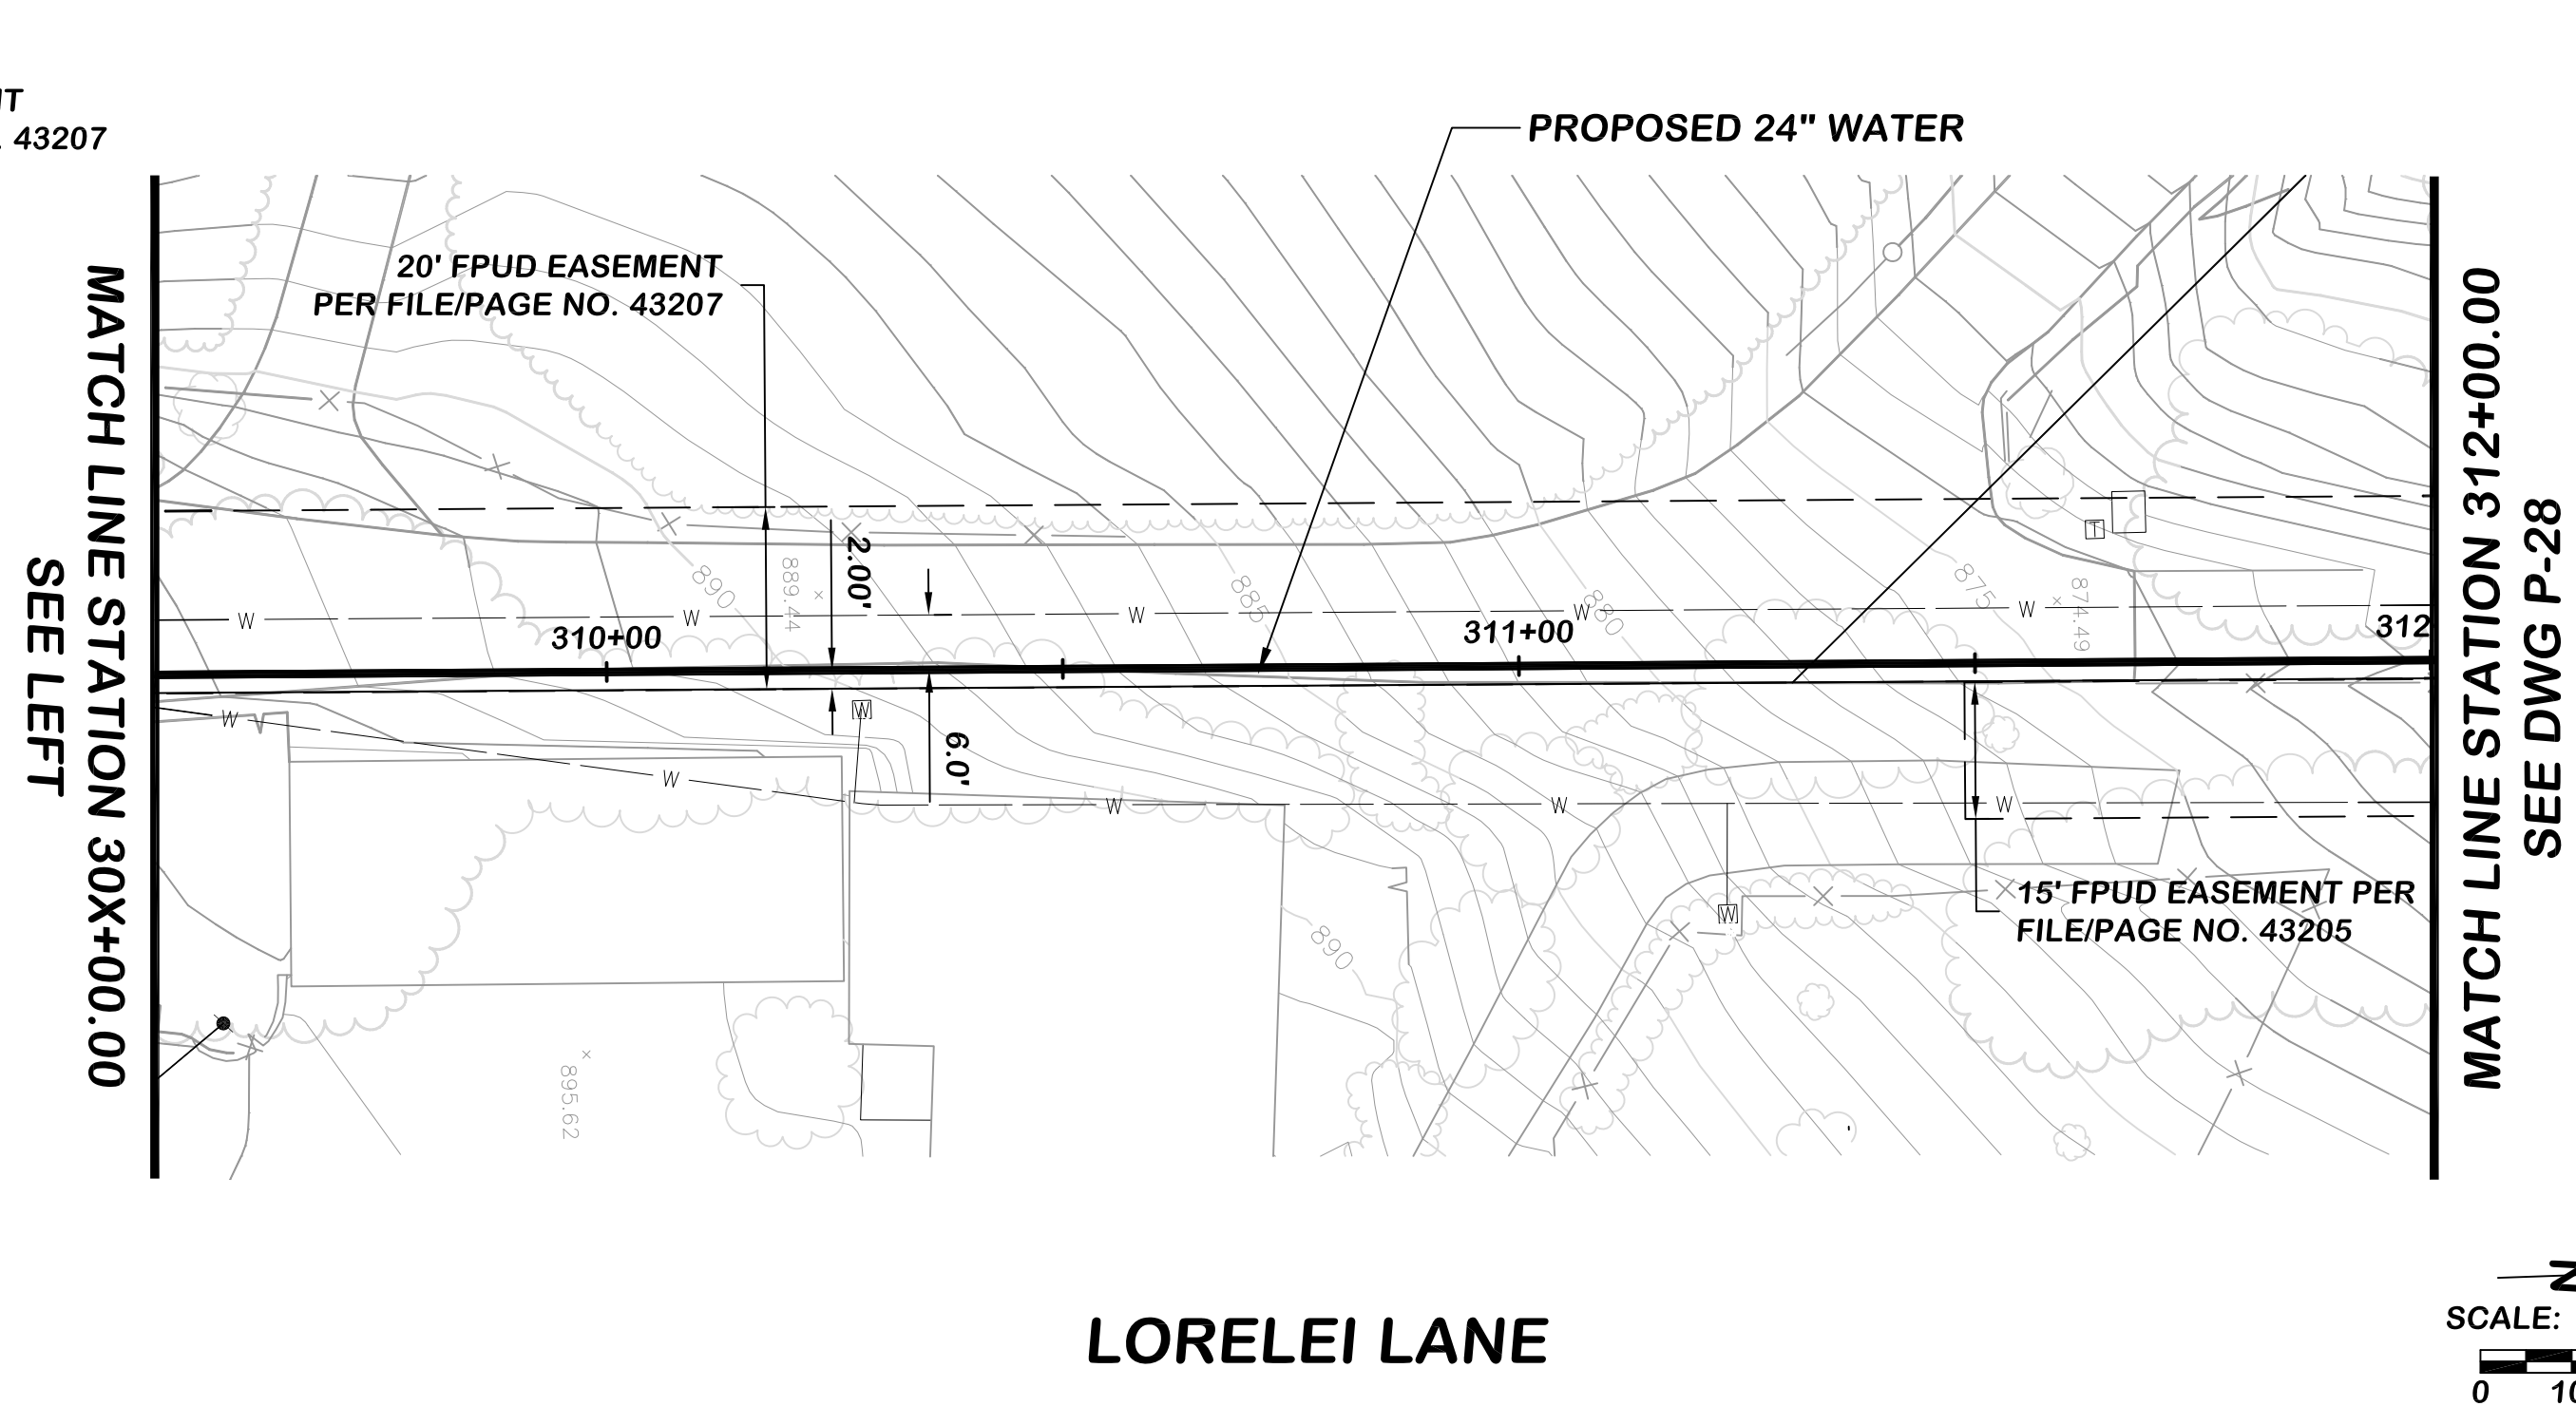 IT
. 43207
PROPOSED 24" WATER
20' FPUD EASEMENT
PER FILE/PAGE NO. 43207
MATCH LINE STATION 30X+00.00
SEE LEFT
MATCH LINE STATION 312+00.00
SEE DWG P-28
2.00'
890
889.44
885
880
875
874.49
W
W
W
W
W
T
310+00
311+00
312
W
W
6.0'
W
W
W
W
W
15' FPUD EASEMENT PER
FILE/PAGE NO. 43205
890
895.62
LORELEI LANE
N
SCALE:
0
10